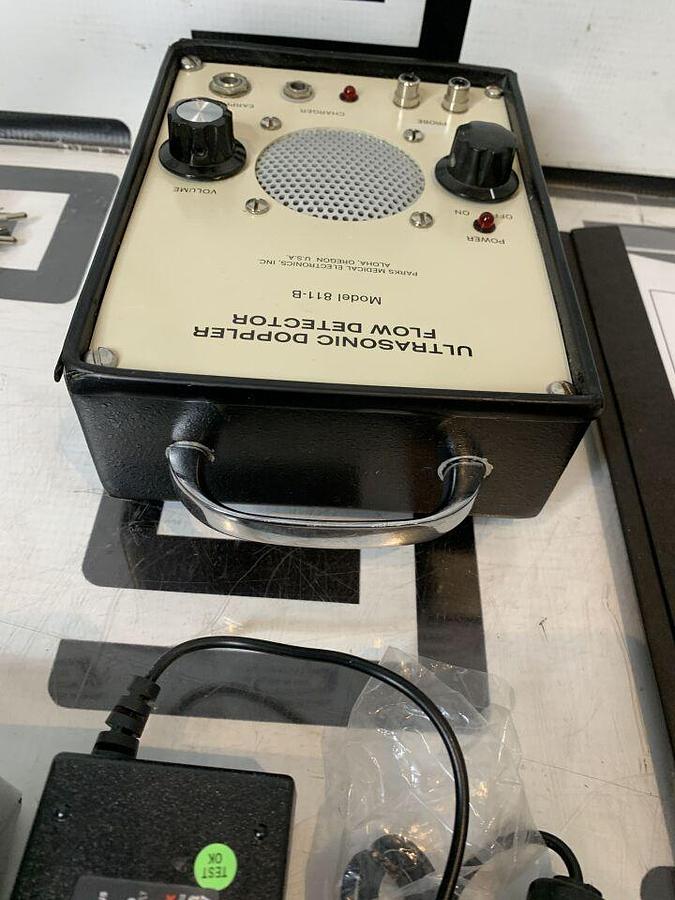 ULTRASONIC DOPPLER
FLOW DETECTOR
Model 811-B
PARKS MEDICAL ELECTRONICS, INC.
ALOHA, OREGON U.S.A.
POWER
OFF ON
VOLUME
PROBE
CHARGER
TEST
OK